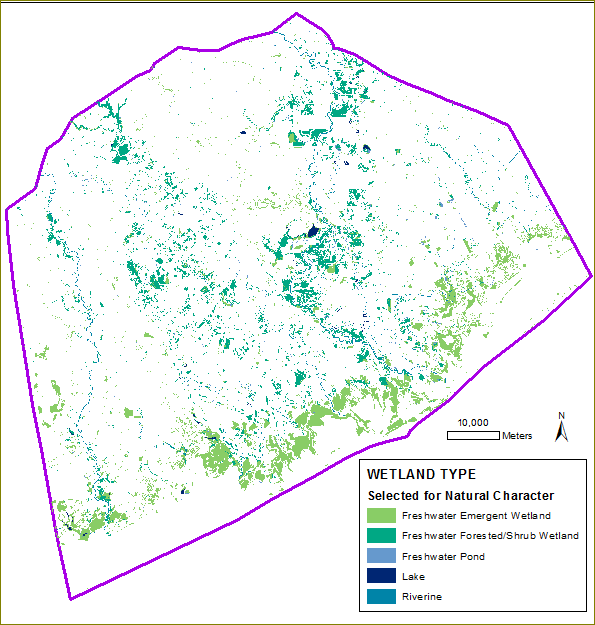 N
10,000
Meters
WETLAND TYPE
Selected for Natural Character
Freshwater Emergent Wetland
Freshwater Forested/Shrub Wetland
Freshwater Pond
Lake
Riverine